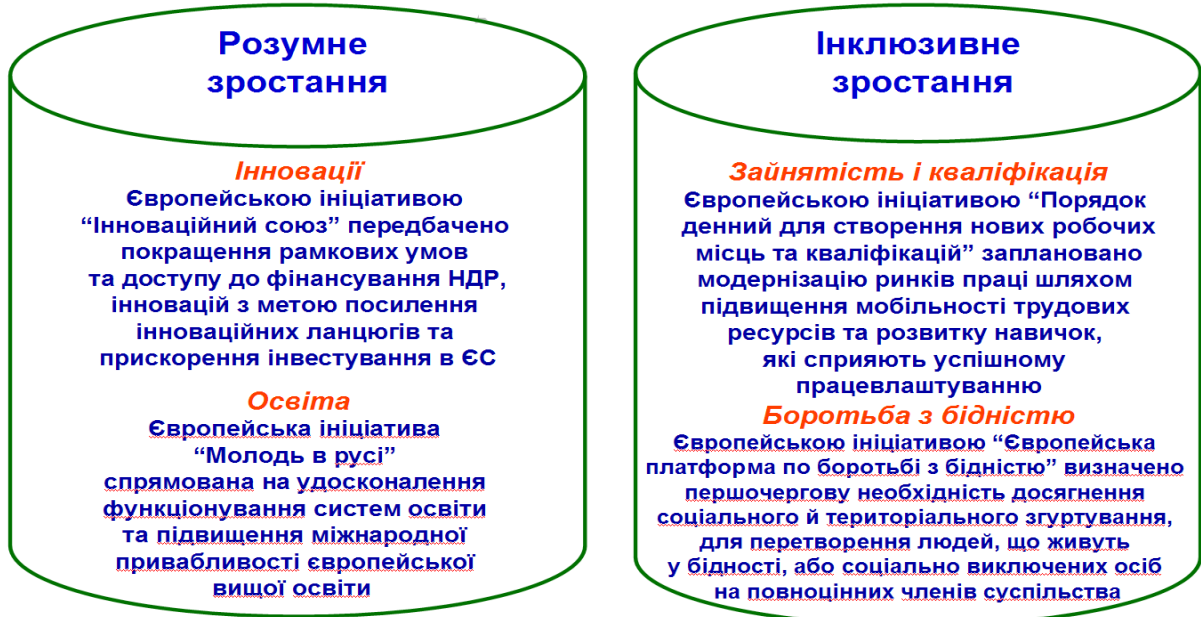 Розумне
зростання
Інновації
Європейською ініціативою
“Інноваційний союз” передбачено
покращення рамкових умов
та доступу до фінансування НДР,
інновацій з метою посилення
інноваційних ланцюгів та
прискорення інвестування в ЄС
Освіта
Європейська ініціатива
“Молодь в русі”
спрямована на удосконалення
функціонування систем освіти
та підвищення міжнародної
привабливості європейської
вищої освіти
Інклюзивне
зростання
Зайнятість і кваліфікація
Європейською ініціативою “Порядок
денний для створення нових робочих
місць та кваліфікацій” заплановано
модернізацію ринків праці шляхом
підвищення мобільності трудових
ресурсів та розвитку навичок,
які сприяють успішному
працевлаштуванню
Боротьба з бідністю
Європейською ініціативою “Європейська
платформа по боротьбі з бідністю” визначено
першочергову необхідність досягнення
соціального й територіального згуртування,
для перетворення людей, що живуть
у бідності, або соціально виключених осіб
на повноцінних членів суспільства